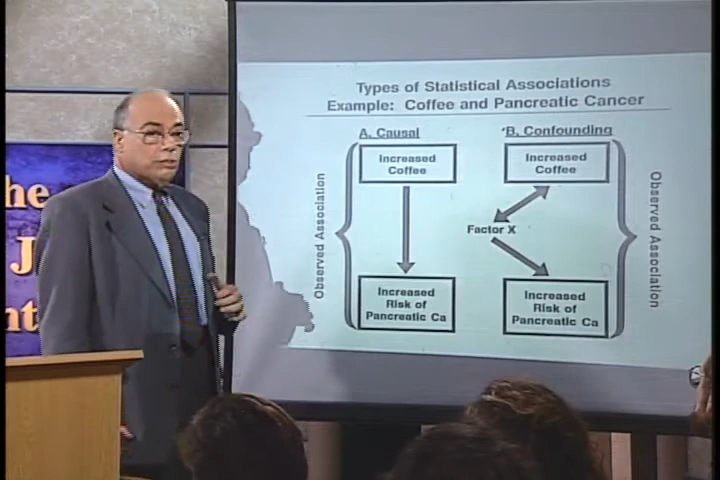 the
J
nt
Types of Statistical Associations
Example: Coffee and Pancreatic Cancer
A. Causal
B. Confounding
Increased
Coffee
Increased
Coffee
Observed Association
Factor X
Observed Association
Increased
Risk of
Pancreatic Ca
Increased
Risk of
Pancreatic Ca